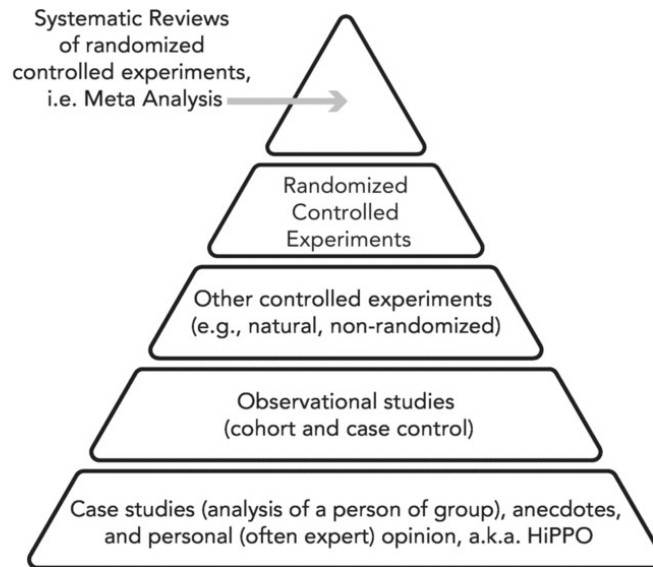 Systematic Reviews
of randomized
controlled experiments,
i.e. Meta Analysis
Randomized
Controlled
Experiments
Other controlled experiments
(e.g., natural, non-randomized)
Observational studies
(cohort and case control)
Case studies (analysis of a person of group), anecdotes,
and personal (often expert) opinion, a.k.a. HiPPO